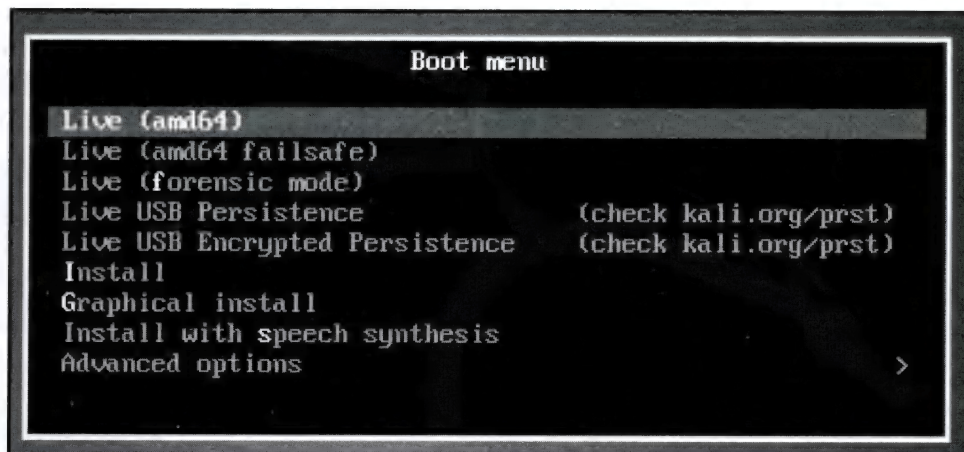 Boot menu
Live (amd64)
Live (amd64 failsafe)
Live (forensic mode)
Live USB Persistence (check kali.org/prst)
Live USB Encrypted Persistence (check kali.org/prst)
Install
Graphical install
Install with speech synthesis
Advanced options >